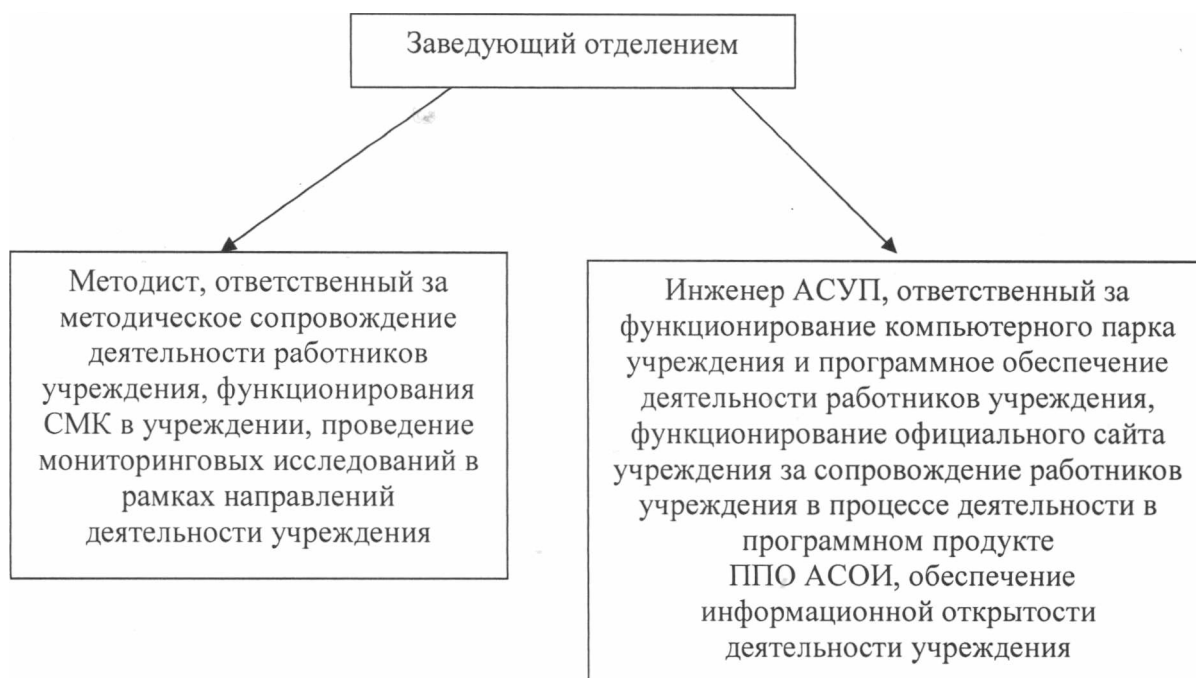 Заведующий отделением
Методист, ответственный за
методическое сопровождение
деятельности работников
учреждения, функционирования
СМК в учреждении, проведение
мониторинговых исследований в
рамках направлений
деятельности учреждения
Инженер АСУП, ответственный за
функционирование компьютерного парка
учреждения и программное обеспечение
деятельности работников учреждения,
функционирование официального сайта
учреждения за сопровождение работников
учреждения в процессе деятельности в
программном продукте
ППО АСОИ, обеспечение
информационной открытости
деятельности учреждения